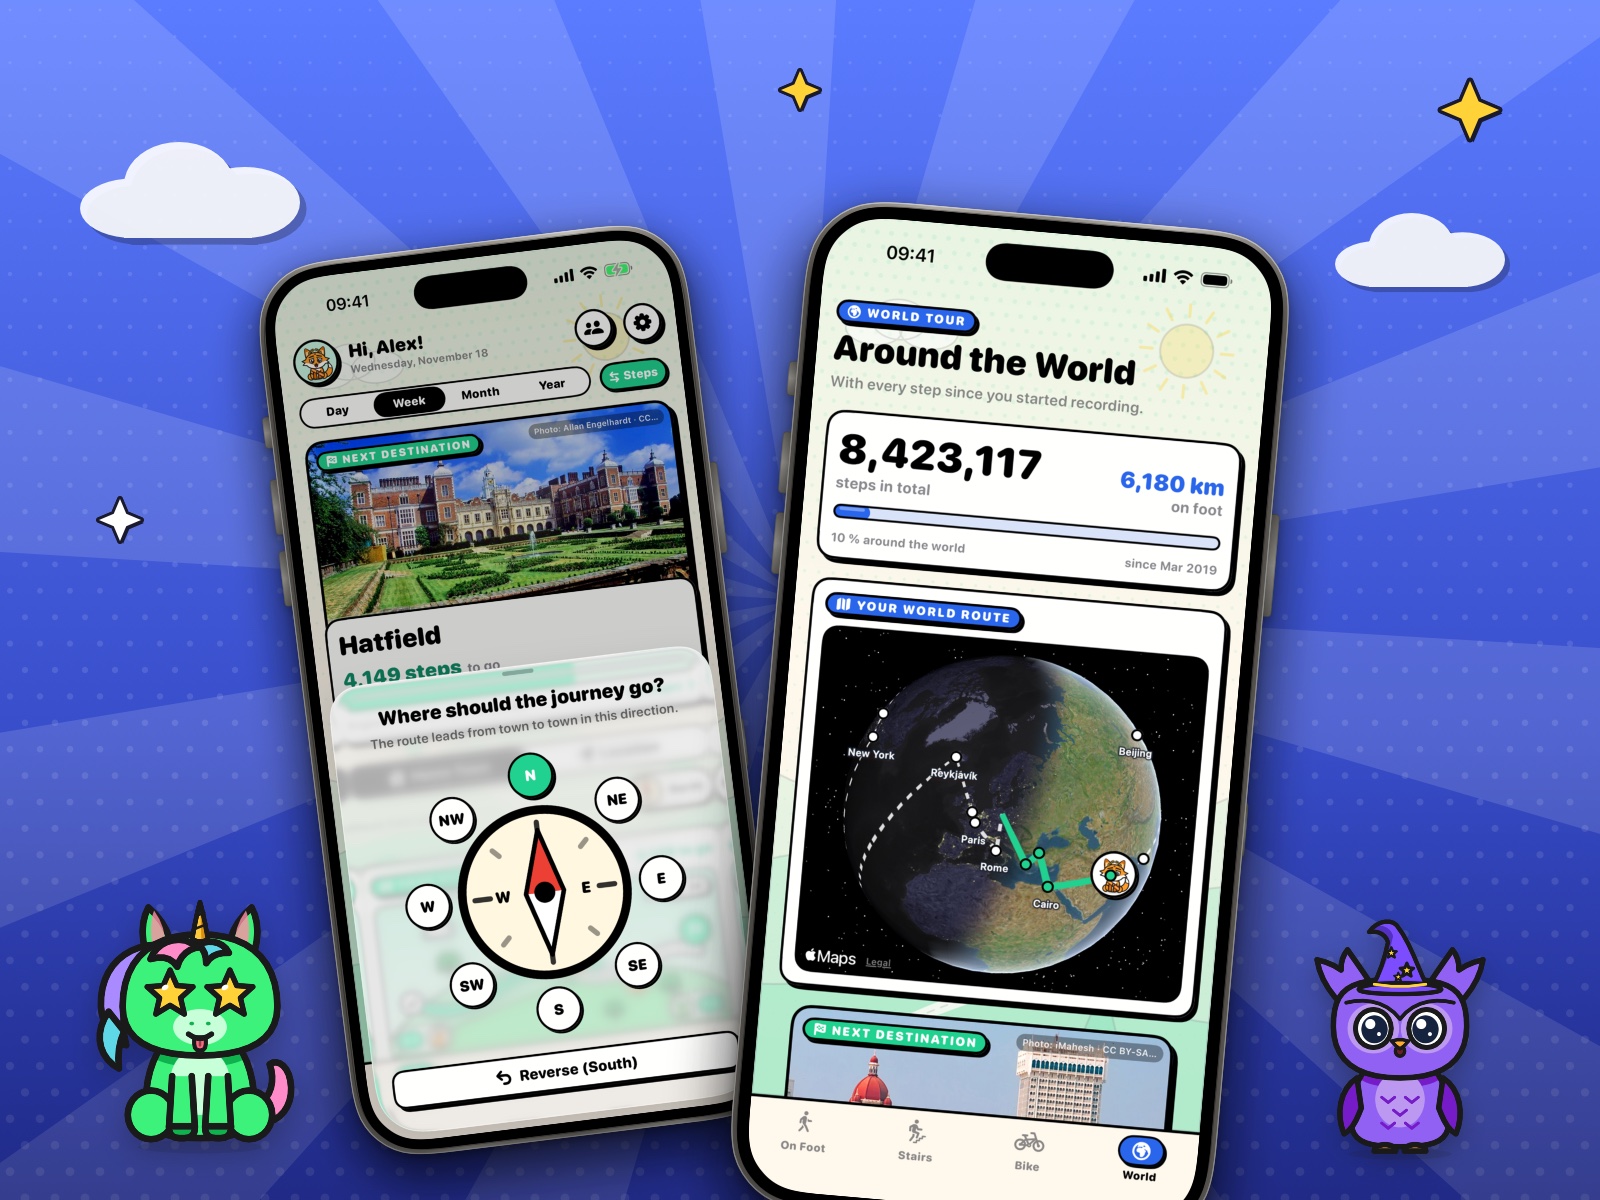 09:41
Hi, Alex!
Wednesday, November 18
Day
Week
Month
Year
Steps
NEXT DESTINATION
Photo: Allan Engelhardt · CC...
Hatfield
4,149 steps to go
Where should the journey go?
The route leads from town to town in this direction.
N
NE
E
SE
S
SW
W
NW
W
E
Reverse (South)
09:41
WORLD TOUR
Around the World
With every step since you started recording.
8,423,117
steps in total
6,180 km
on foot
10 % around the world
since Mar 2019
YOUR WORLD ROUTE
New York
Reykjavík
Beijing
Paris
Rome
Cairo
Maps
Legal
NEXT DESTINATION
Photo: iMahesh · CC BY-SA...
On Foot
Stairs
Bike
World